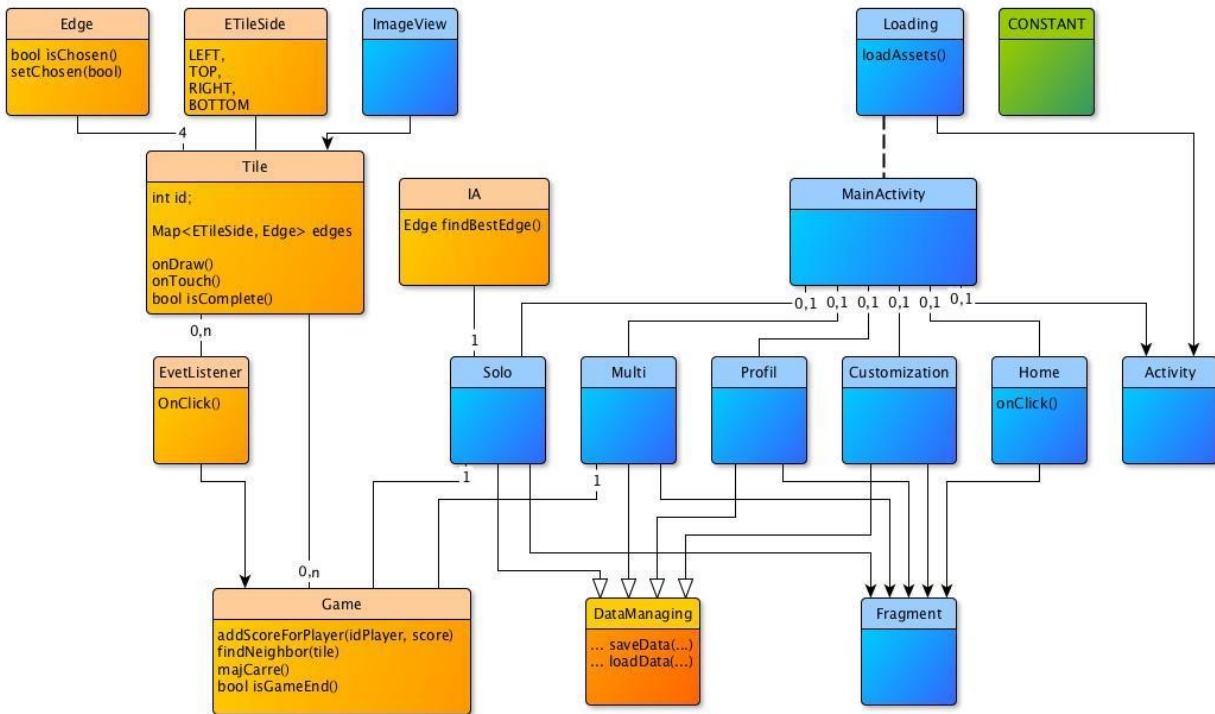 Edge
bool isChosen()
setChosen(bool)
ETileSide
LEFT,
TOP,
RIGHT,
BOTTOM
ImageView
Loading
loadAssets()
CONSTANT
4
Tile
int id;
Map<ETileSide, Edge> edges
onDraw()
onTouch()
bool isComplete()
IA
Edge findBestEdge()
MainActivity
0,1
0,1
0,1
0,1
0,1
0,1
0,n
1
EvetListener
OnClick()
Solo
Multi
Profil
Customization
Home
onClick()
Activity
1
1
0,n
Game
addScoreForPlayer(idPlayer, score)
findNeighbor(tile)
majCarre()
bool isGameEnd()
DataManaging
... saveData(...)
... loadData(...)
Fragment